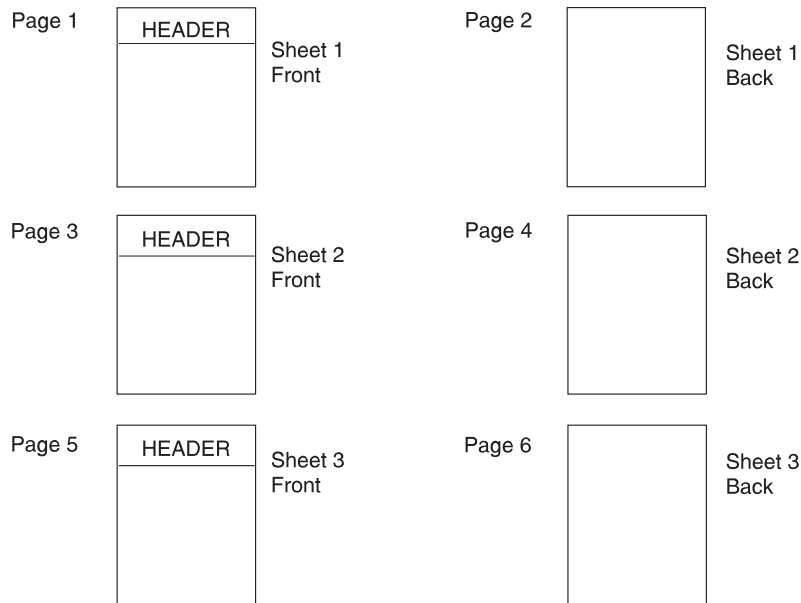 Page 1
HEADER
Sheet 1
Front
Page 2
Sheet 1
Back
Page 3
HEADER
Sheet 2
Front
Page 4
Sheet 2
Back
Page 5
HEADER
Sheet 3
Front
Page 6
Sheet 3
Back